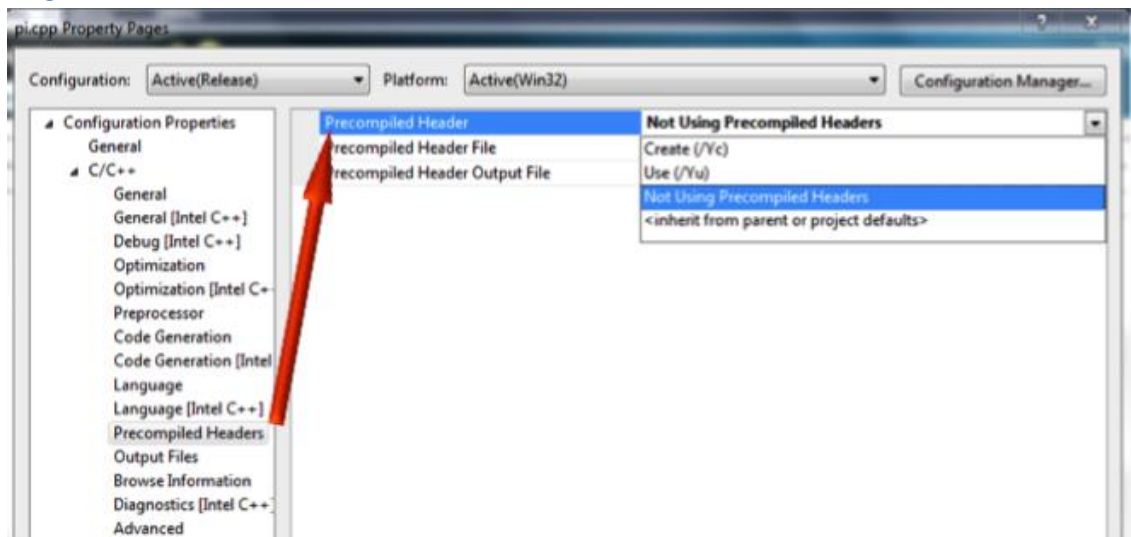 pi.cpp Property Pages
Configuration: Active(Release) Platform: Active(Win32) Configuration Manager...
Configuration Properties
General
C/C++
General
General [Intel C++]
Debug [Intel C++]
Optimization
Optimization [Intel C+
Preprocessor
Code Generation
Code Generation [Intel
Language
Language [Intel C++]
Precompiled Headers
Output Files
Browse Information
Diagnostics [Intel C++]
Advanced
Precompiled Header Not Using Precompiled Headers
Precompiled Header File Create (/Yc)
Precompiled Header Output File Use (/Yu)
Not Using Precompiled Headers
<inherit from parent or project defaults>